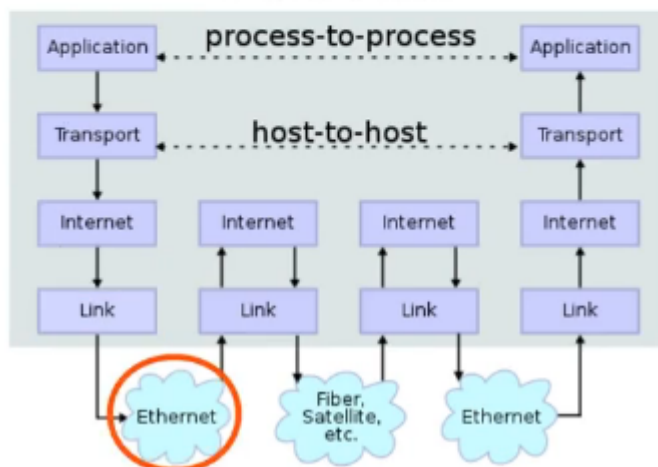 process-to-process
Application
Application
host-to-host
Transport
Transport
Internet
Internet
Internet
Internet
Link
Link
Link
Link
Ethernet
Fiber,
Satellite,
etc.
Ethernet